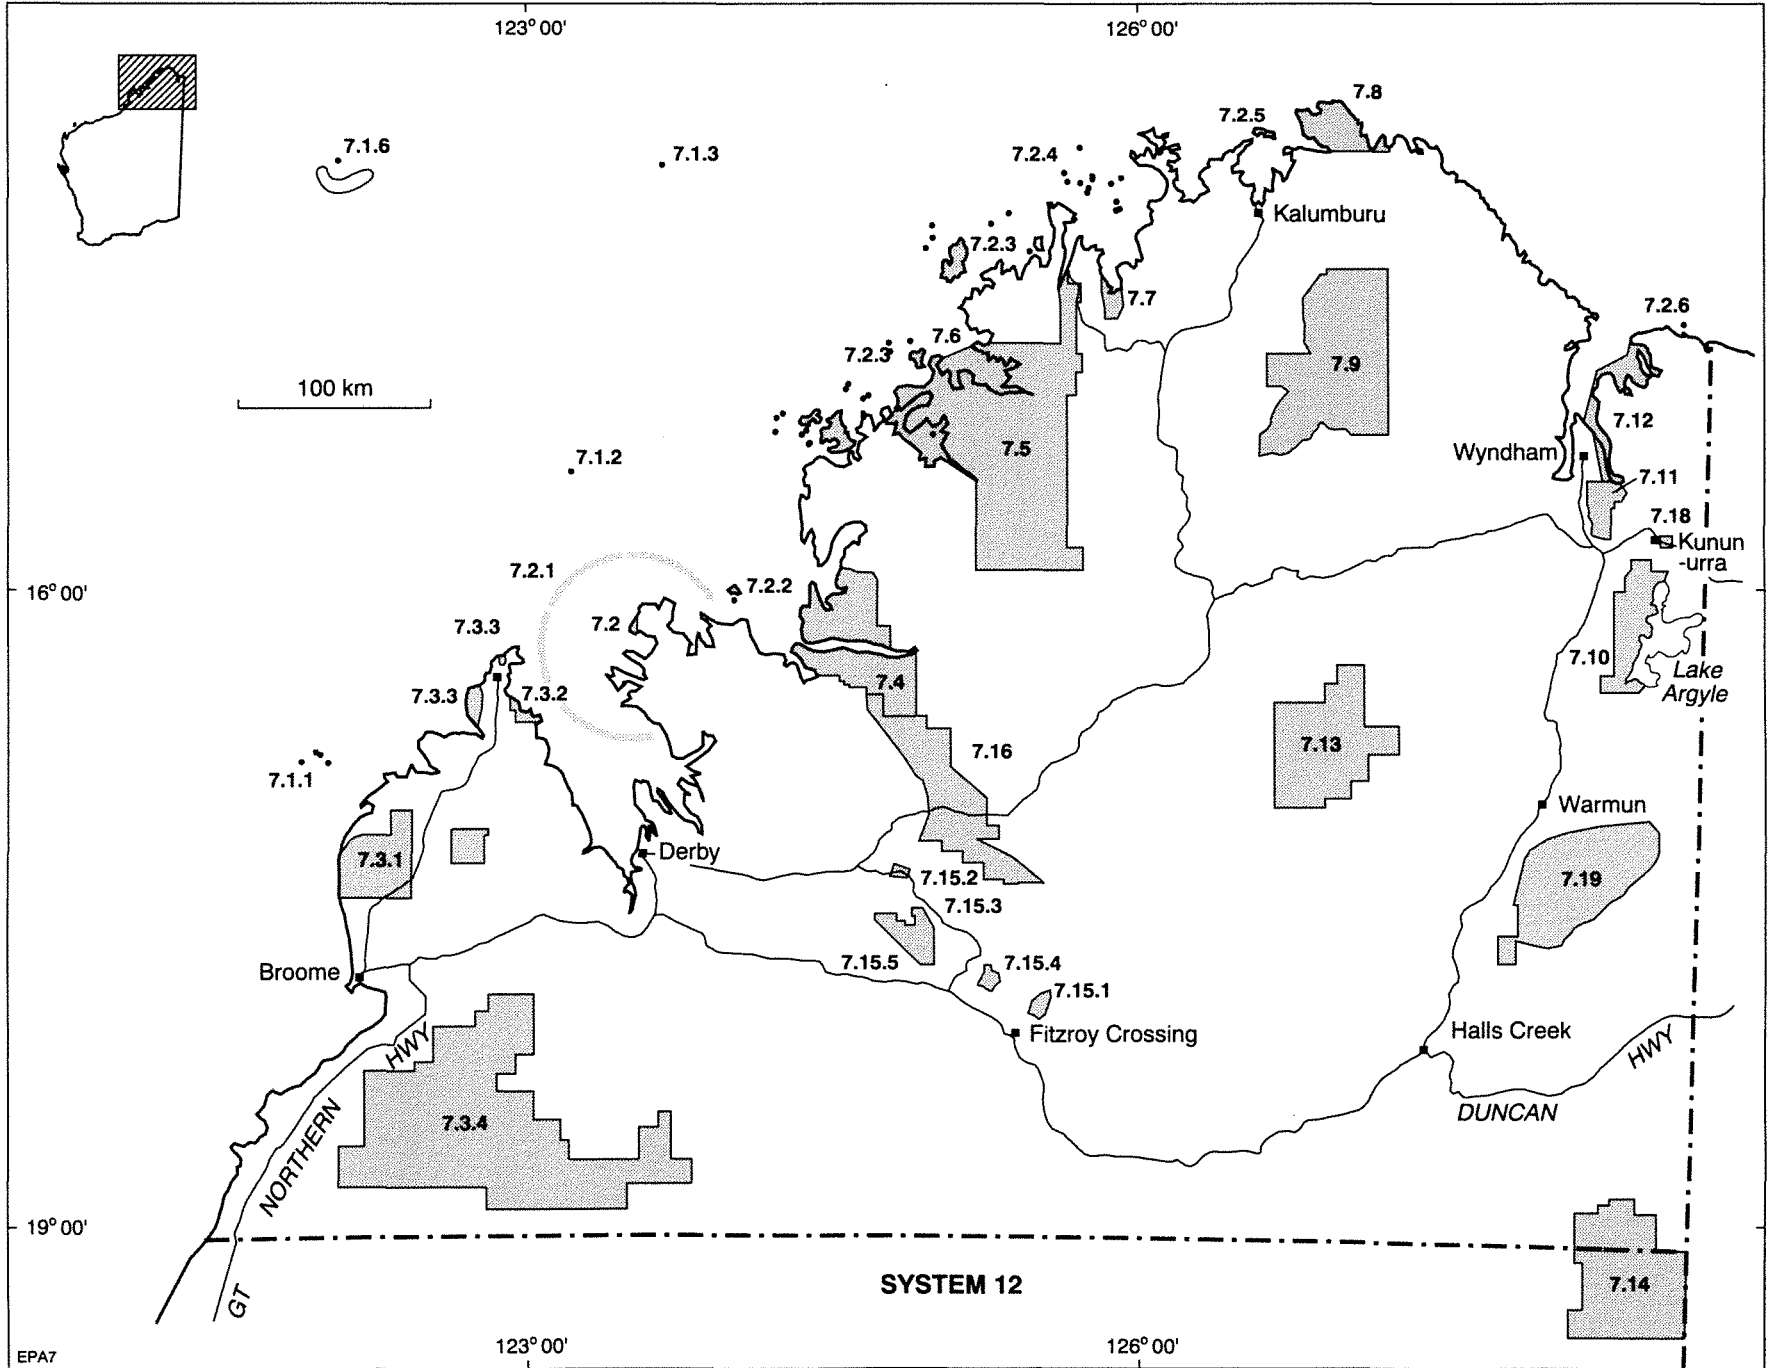 123° 00'
126° 00'
7.8
7.2.5
7.1.6
7.1.3
7.2.4
Kalumburu
7.2.3
7.7
7.2.6
7.6
7.2.3
7.9
100 km
7.12
7.5
Wyndham
7.1.2
7.11
7.18
Kunun
-urra
7.2.1
16° 00'
7.2.2
7.3.3
7.2
7.10
Lake
Argyle
7.4
7.3.3
7.3.2
7.16
7.13
7.1.1
Warmun
7.3.1
Derby
7.15.2
7.19
7.15.3
7.15.5
7.15.4
Broome
7.15.1
Fitzroy Crossing
Halls Creek
HWY
HWY
DUNCAN
7.3.4
NORTHERN
19° 00'
SYSTEM 12
7.14
GT
123° 00'
126° 00'
EPA7